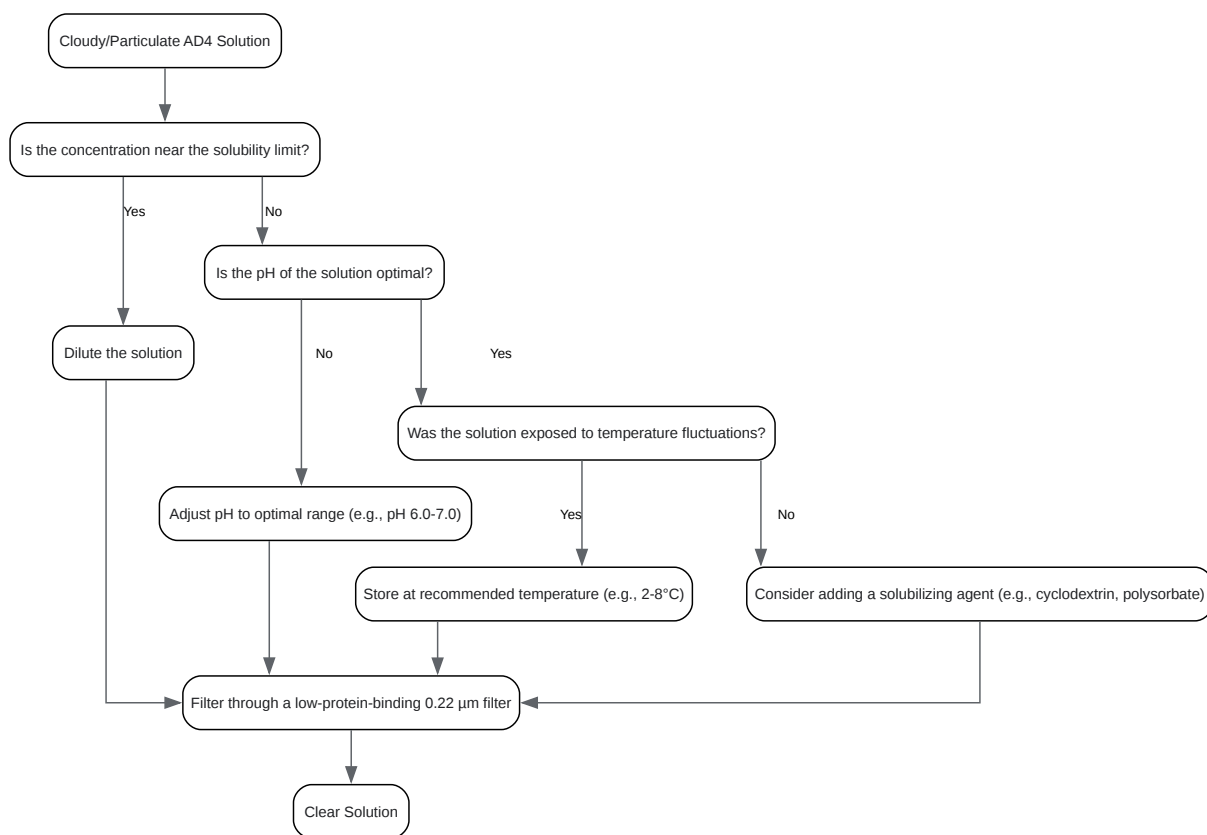 Cloudy/Particulate AD4 Solution
Is the concentration near the solubility limit?
Yes
No
Is the pH of the solution optimal?
Dilute the solution
No
Yes
Was the solution exposed to temperature fluctuations?
Adjust pH to optimal range (e.g., pH 6.0-7.0)
Yes
No
Store at recommended temperature (e.g., 2-8°C)
Consider adding a solubilizing agent (e.g., cyclodextrin, polysorbate)
Filter through a low-protein-binding 0.22 µm filter
Clear Solution